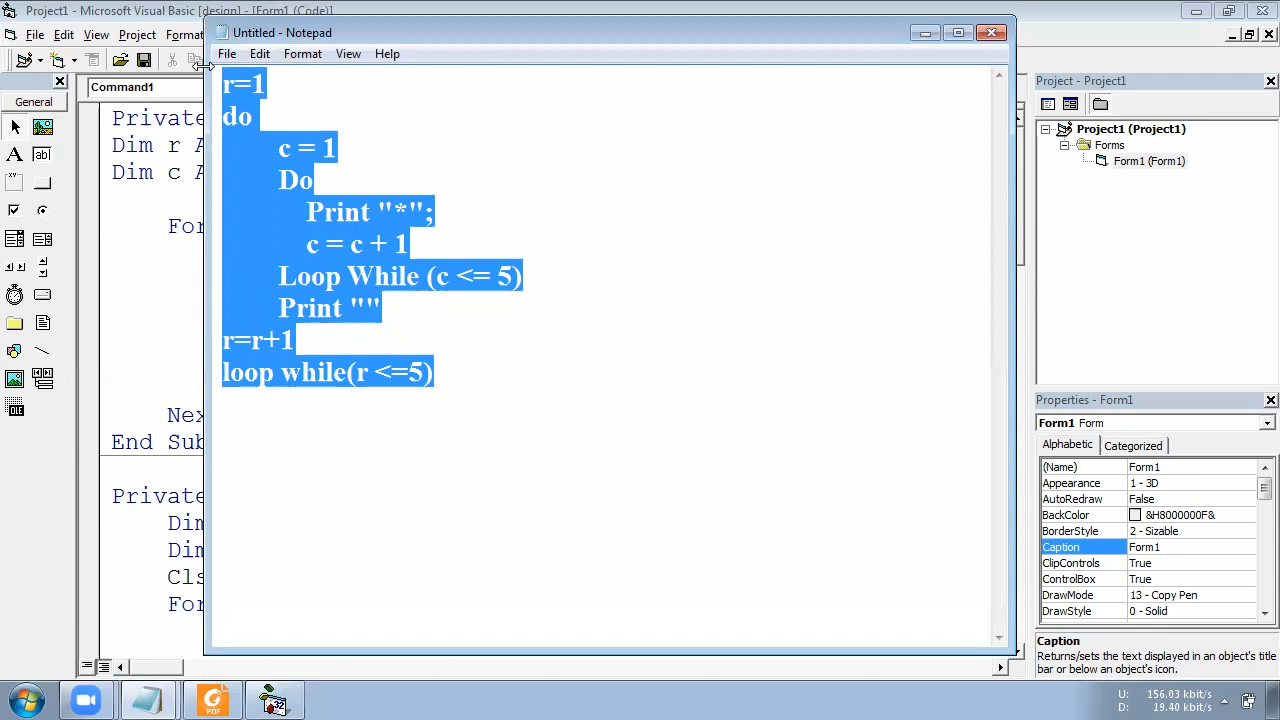 Project1 - Microsoft Visual Basic [design] - [Form1 (Code)]
File Edit View Project Format
Untitled - Notepad
File Edit Format View Help
General
Command1
Private
Dim r A
Dim c A
For
Nex
End Sub
Private
Dim
Dim
Cls
For
r=1
do
c = 1
Do
Print "*";
c = c + 1
Loop While (c <= 5)
Print ""
r=r+1
loop while(r <=5)
Project - Project1
Project1 (Project1)
Forms
Form1 (Form1)
Properties - Form1
Form1 Form
Alphabetic Categorized
(Name) Form1
Appearance 1 - 3D
AutoRedraw False
BackColor &H8000000F&
BorderStyle 2 - Sizable
Caption Form1
ClipControls True
ControlBox True
DrawMode 13 - Copy Pen
DrawStyle 0 - Solid
Caption
Returns/sets the text displayed in an object's title
bar or below an object's icon.
U: 156.03 kbit/s
D: 19.40 kbit/s